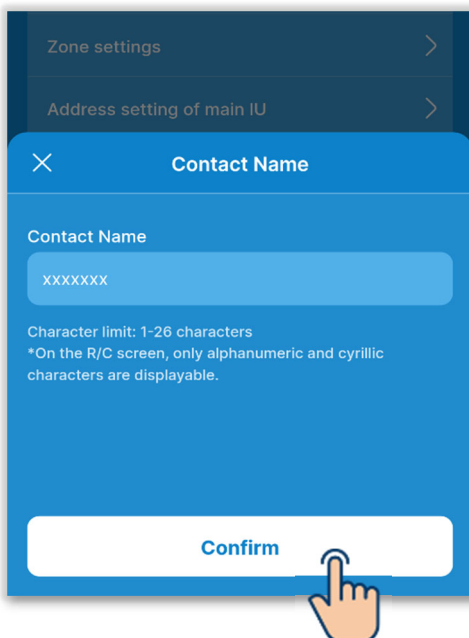 Zone settings
Address setting of main IU
Contact Name
Contact Name
xxxxxxx
Character limit: 1-26 characters
*On the R/C screen, only alphanumeric and cyrillic
characters are displayable.
Confirm